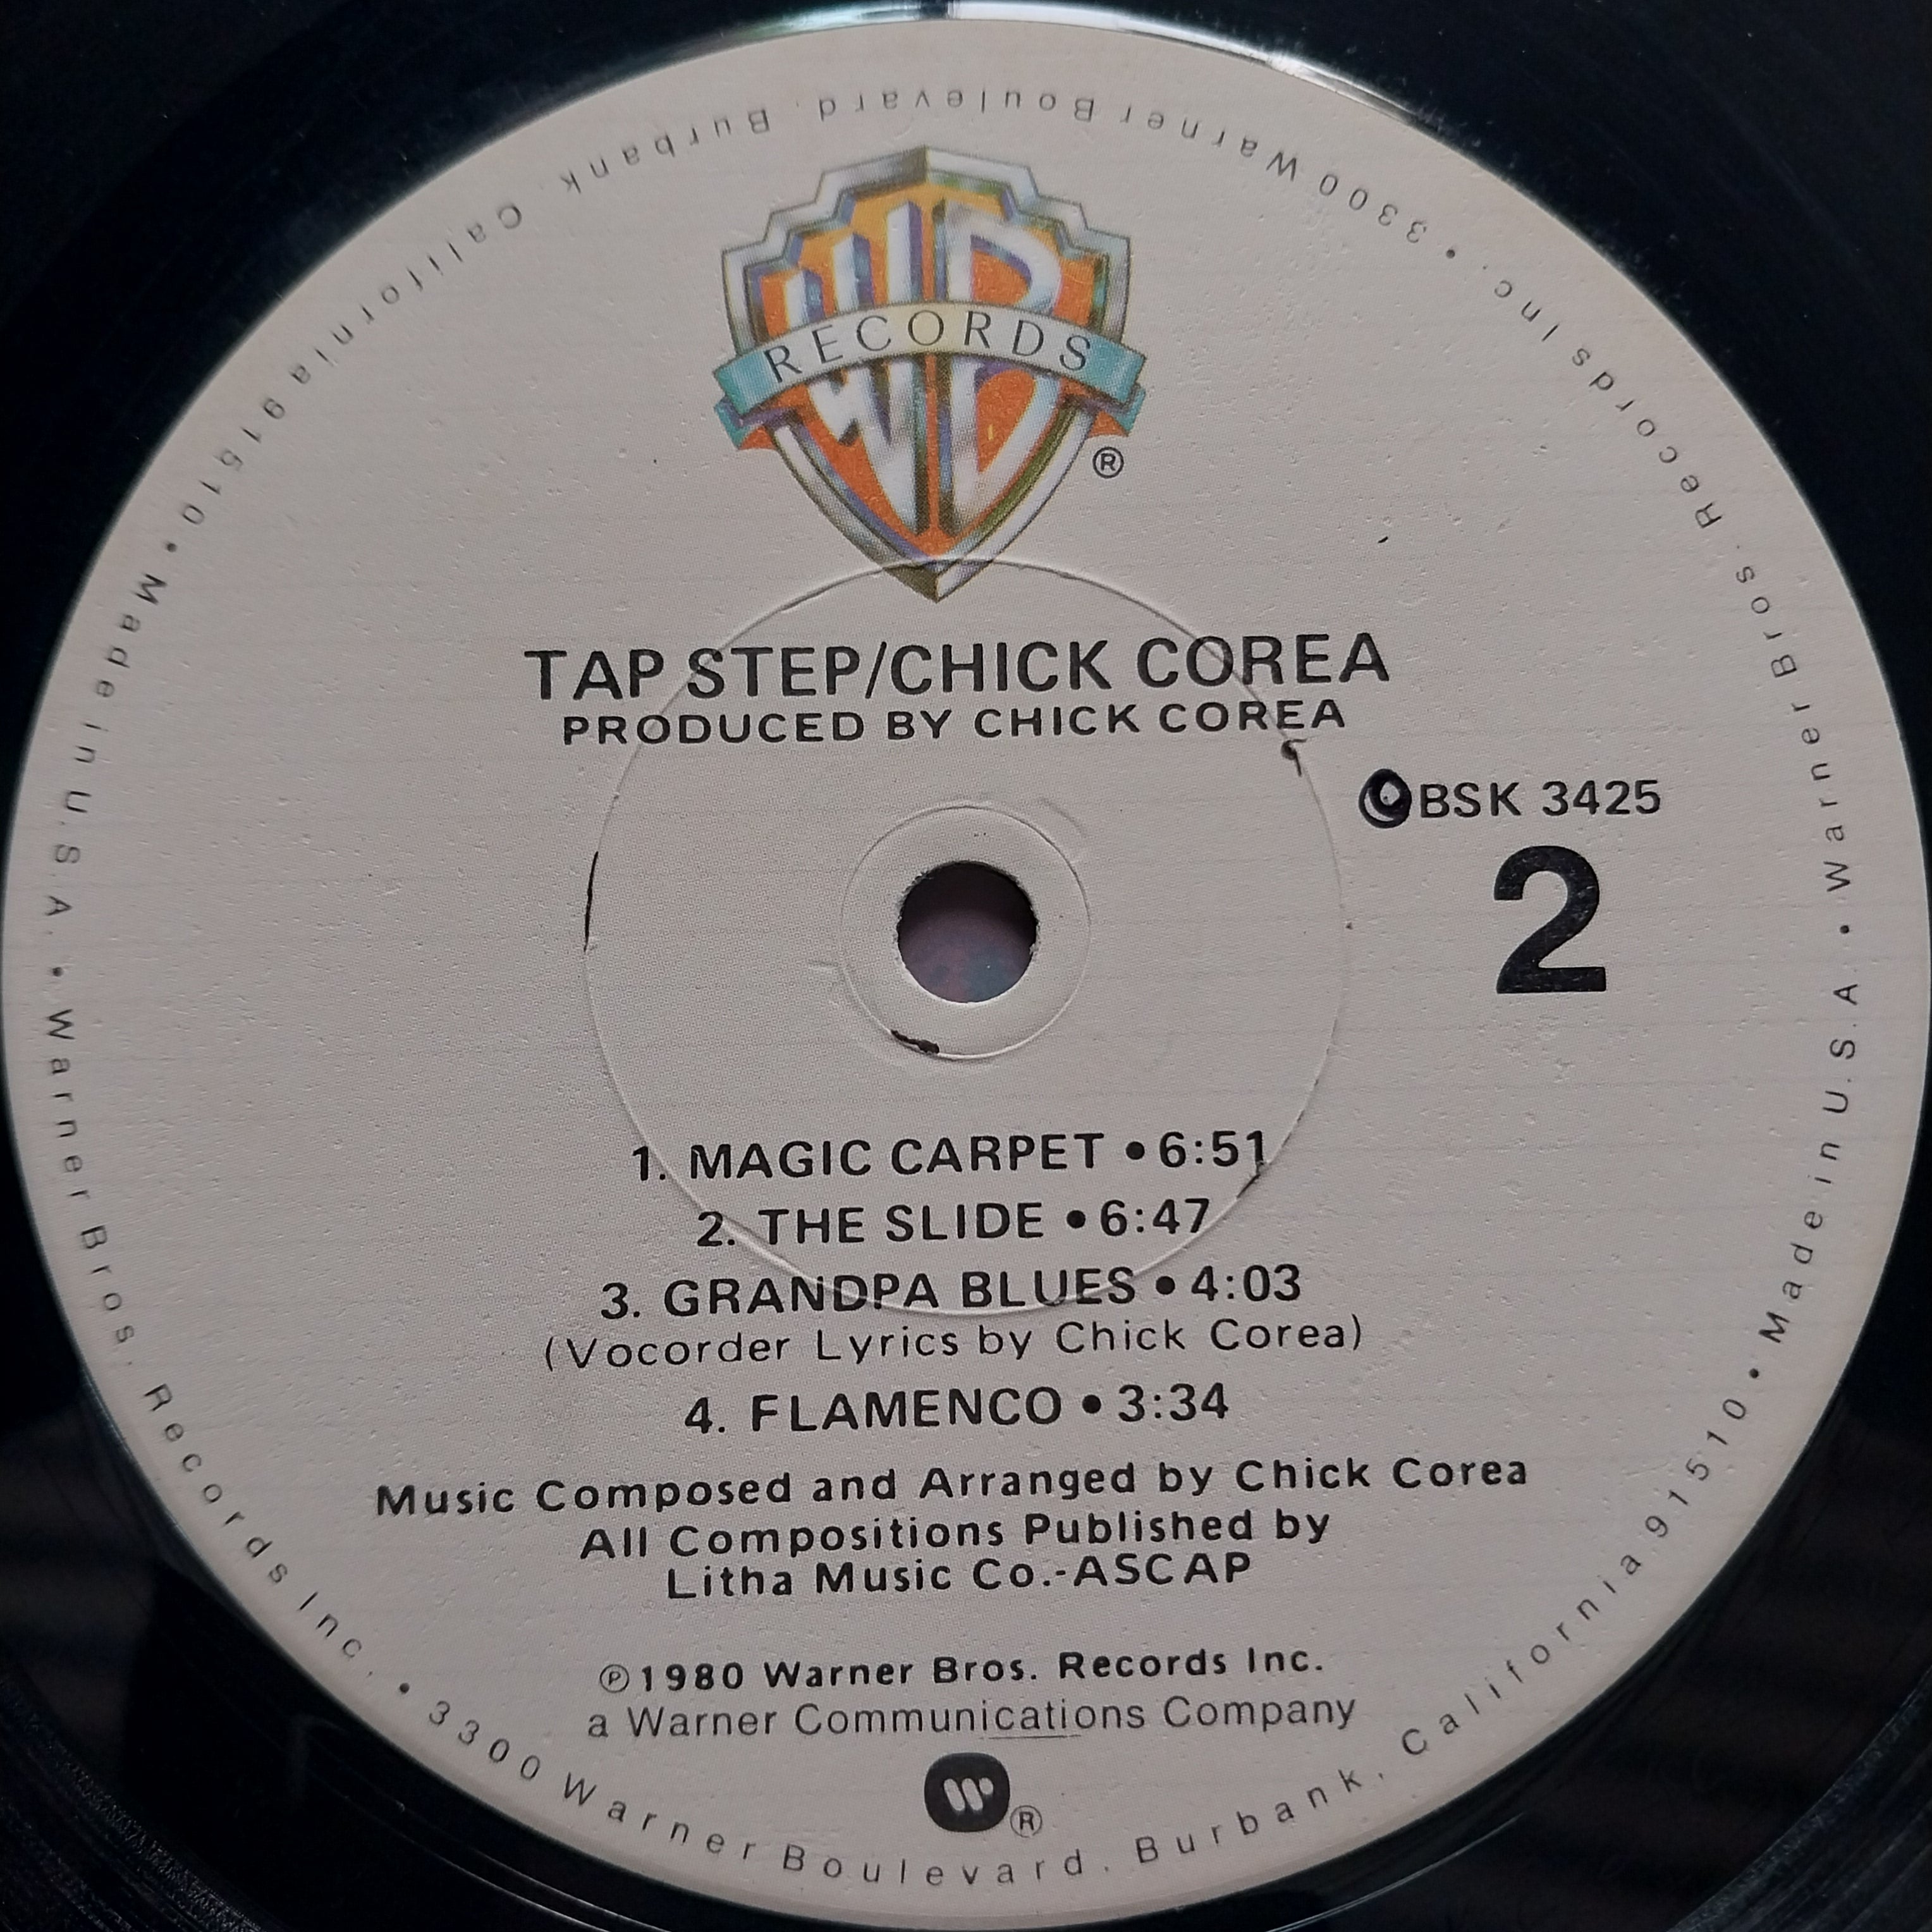 WB
RECORDS
®
TAP STEP/CHICK COREA
PRODUCED BY CHICK COREA
BSK 3425
2
1. MAGIC CARPET • 6:51
2. THE SLIDE • 6:47
3. GRANDPA BLUES • 4:03
(Vocorder Lyrics by Chick Corea)
4. FLAMENCO • 3:34
Music Composed and Arranged by Chick Corea
All Compositions Published by
Litha Music Co.-ASCAP
℗1980 Warner Bros. Records Inc.
a Warner Communications Company
W®
• Warner Bros. Records Inc. • 3300 Warner Boulevard. Burbank, California 91510 • Made in U.S.A. • Warner Bros. Records Inc. • 3300 Warner Boulevard. Burbank. California 91510 • Made in U.S.A.